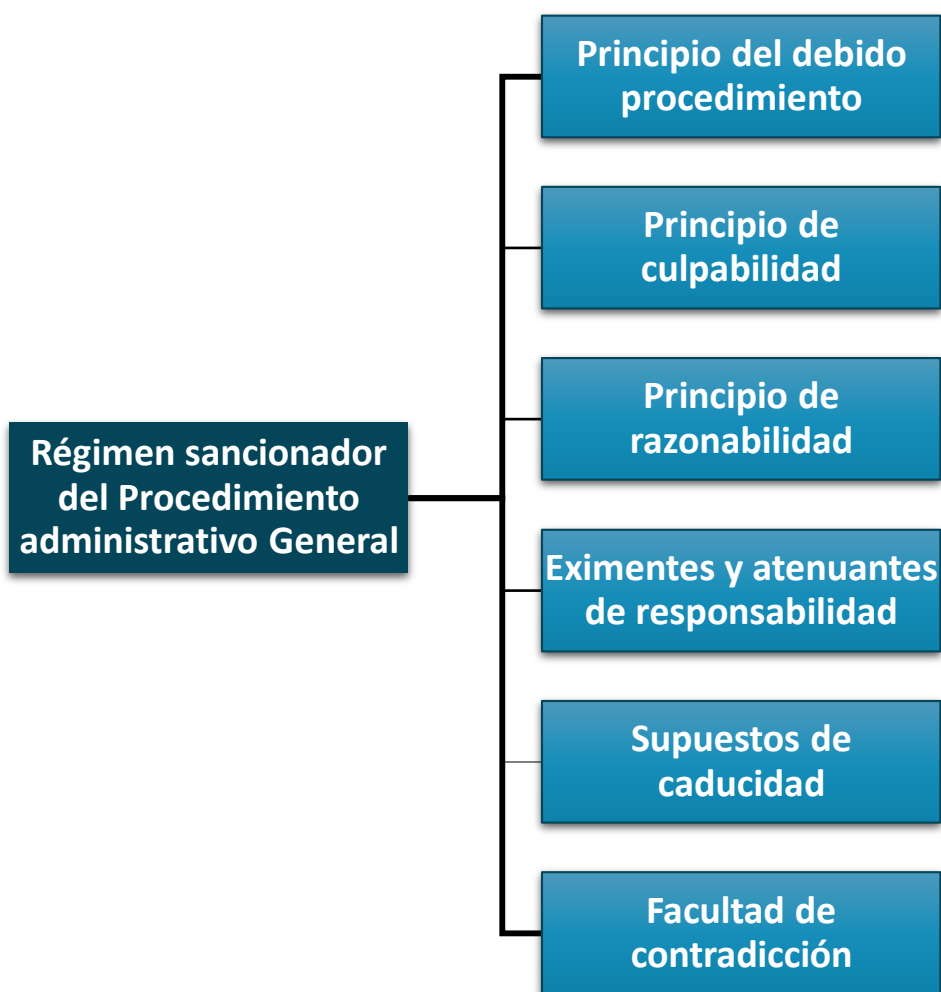 Régimen sancionador
del Procedimiento
administrativo General
Principio del debido
procedimiento
Principio de
culpabilidad
Principio de
razonabilidad
Eximentes y atenuantes
de responsabilidad
Supuestos de
caducidad
Facultad de
contradicción